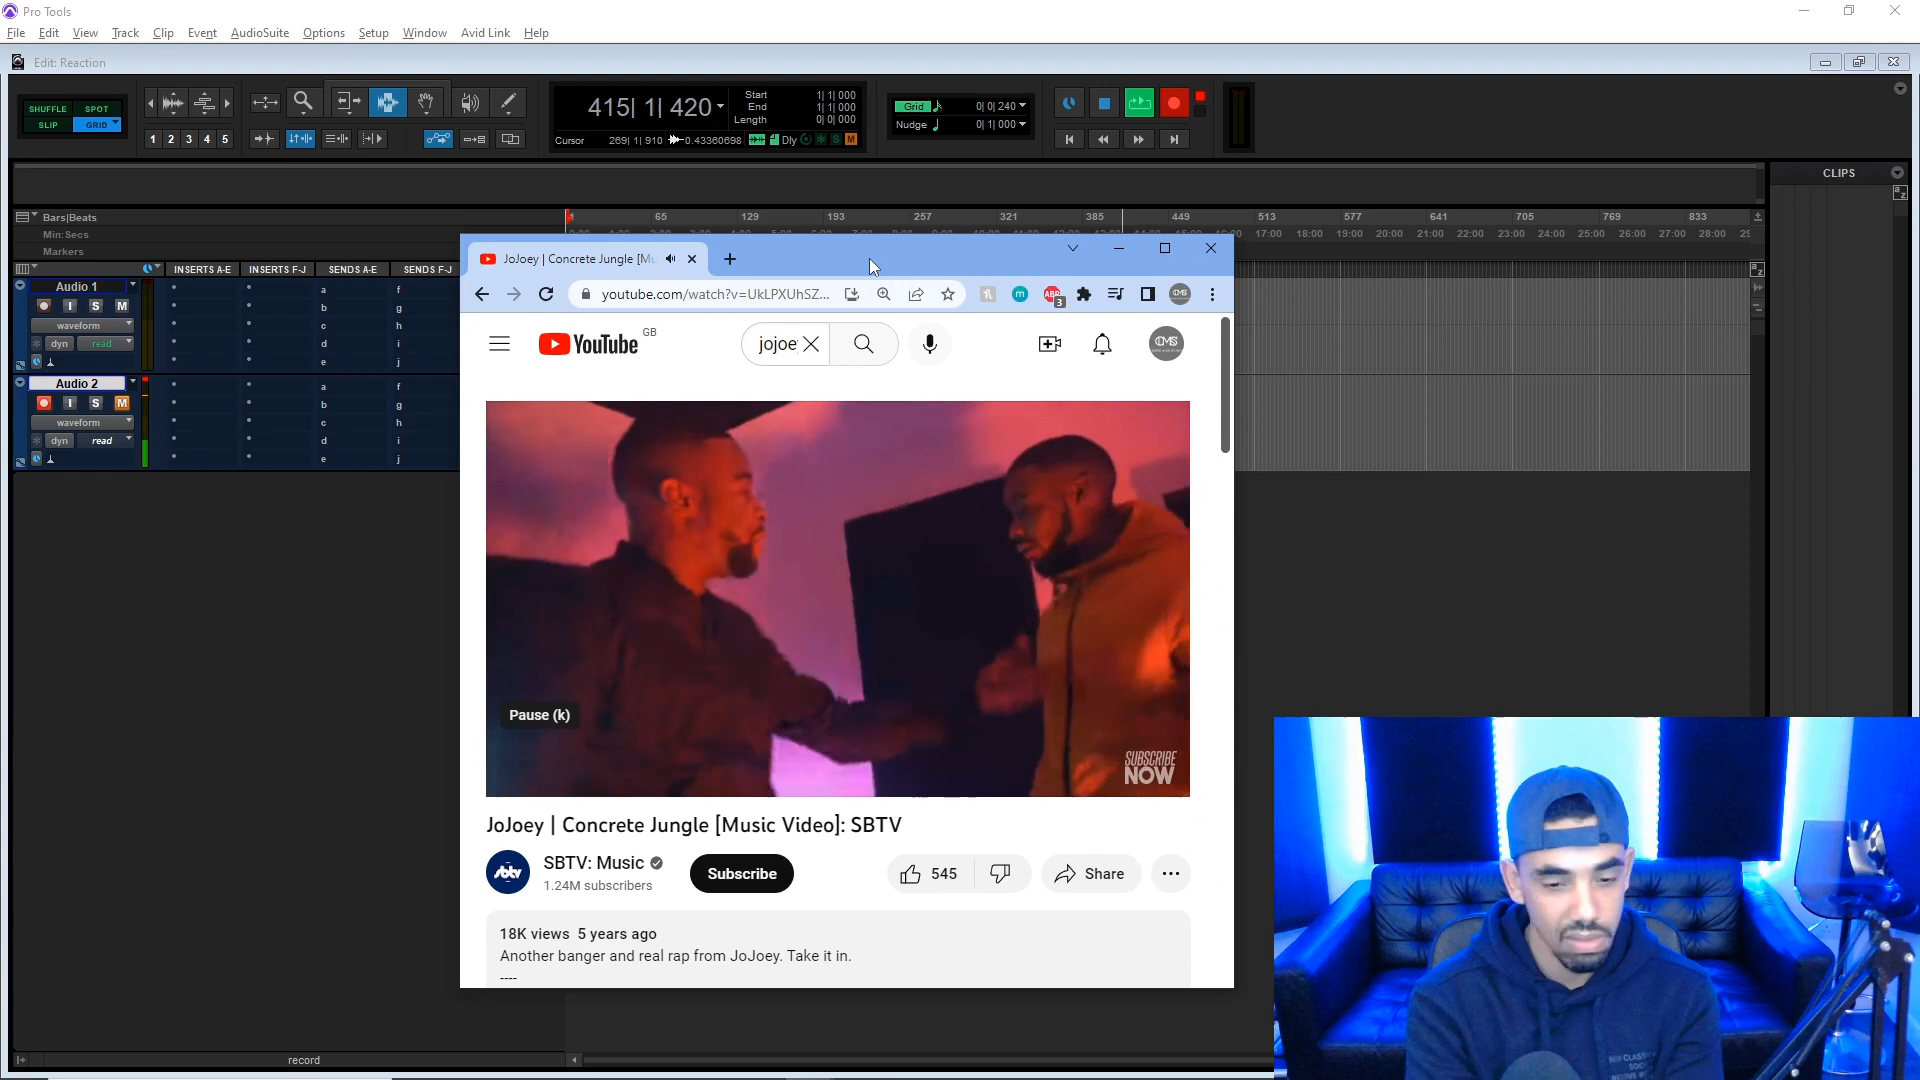 Pro Tools
File Edit View Track Clip Event AudioSuite Options Setup Window Avid Link Help
Edit: Reaction
SHUFFLE SPOT
SLIP GRID
1 2 3 4 5
415| 1| 420
Start 1| 1| 000
End 1| 1| 000
Length 0| 0| 000
Cursor 269| 1| 910 0.43360698 Dly S M
Grid 0| 0| 240
Nudge 0| 1| 000
CLIPS
Bars|Beats 65 129 193 257 321 385 449 513 577 641 705 769 833
Min:Secs 17:00 18:00 19:00 20:00 21:00 22:00 23:00 24:00 25:00 26:00 27:00 28:00
Markers
INSERTS A-E INSERTS F-J SENDS A-E SENDS F-J
Audio 1
I S M
waveform
dyn read
a f
b g
c h
d i
e j
Audio 2
I S M
waveform
dyn read
a f
b g
c h
d i
e j
record
JoJoey | Concrete Jungle [Mu
youtube.com/watch?v=UkLPXUhSZ...
ABP
3
m
CMS
YouTube GB
jojoe
CMS
Pause (k)
SUBSCRIBE
NOW
JoJoey | Concrete Jungle [Music Video]: SBTV
sbtv
SBTV: Music
1.24M subscribers
Subscribe
545
Share
18K views 5 years ago
Another banger and real rap from JoJoey. Take it in.
----